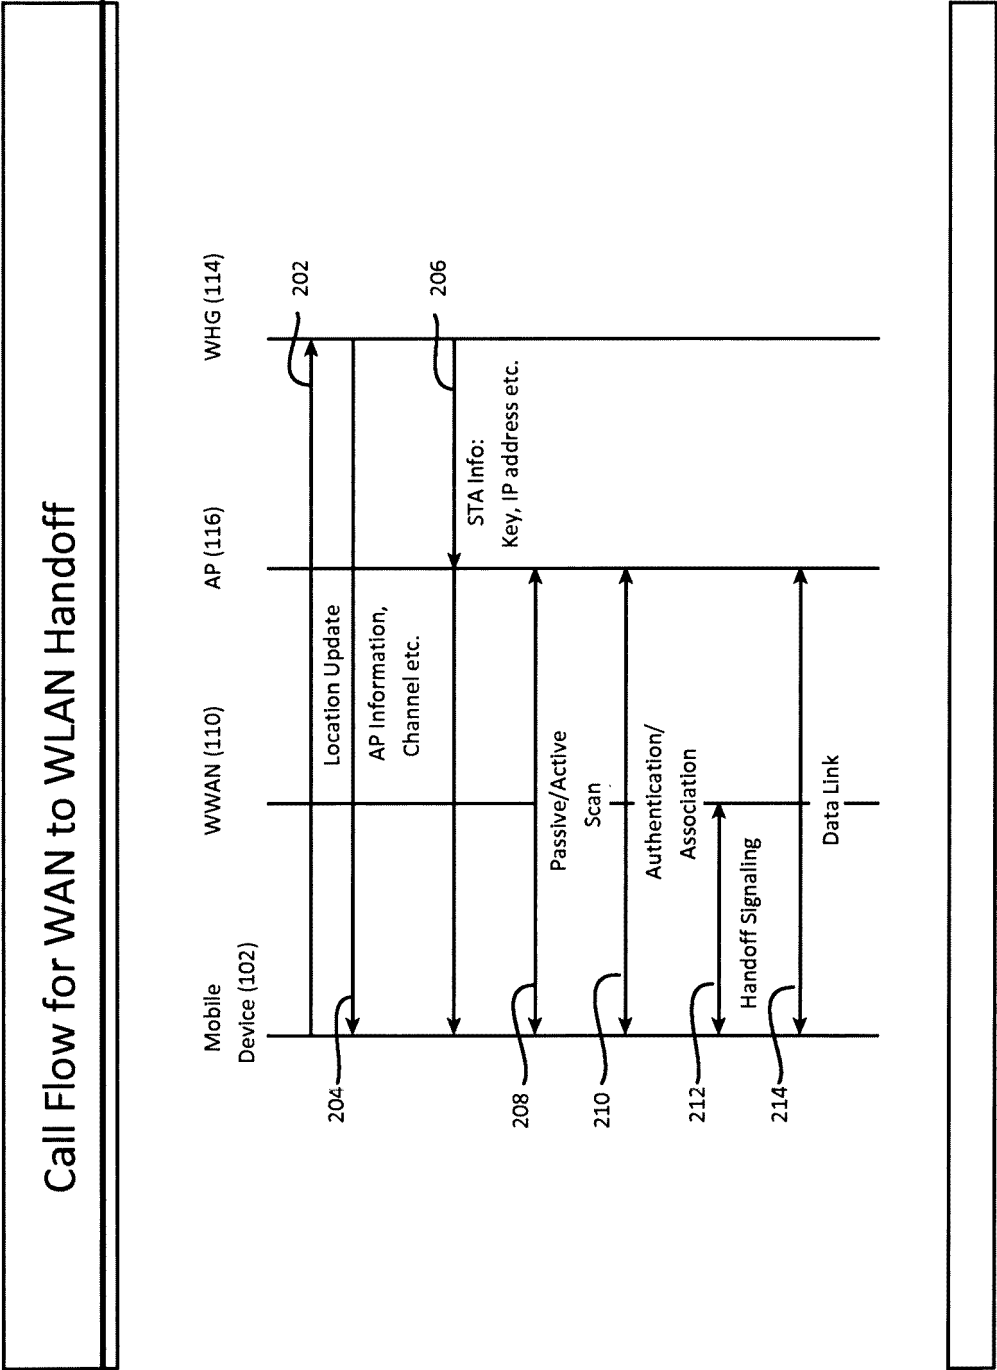 Call Flow for WAN to WLAN Handoff
Mobile
Device (102)
WWAN (110)
AP (116)
WHG (114)
202
Location Update
204
AP Information,
Channel etc.
206
STA Info:
Key, IP address etc.
208
Passive/Active
Scan
210
Authentication/
Association
212
Handoff Signaling
214
Data Link